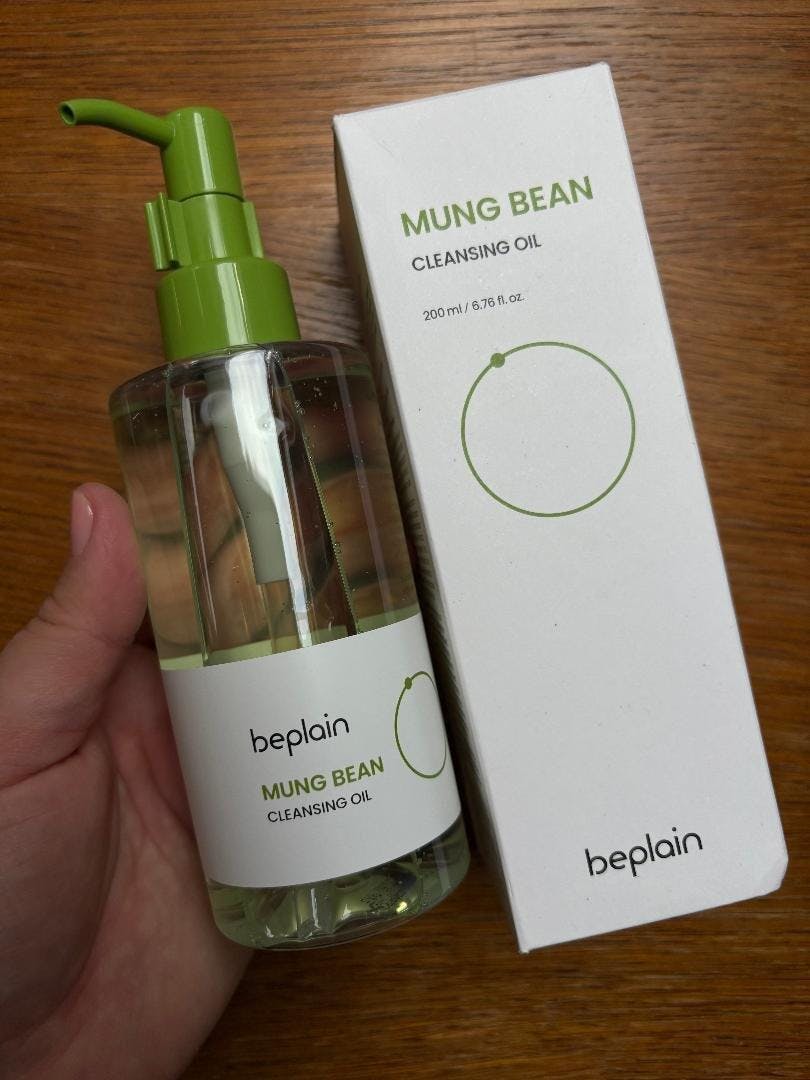 beplain
MUNG BEAN
CLEANSING OIL
MUNG BEAN
CLEANSING OIL
200 ml / 6.76 fl. oz.
beplain